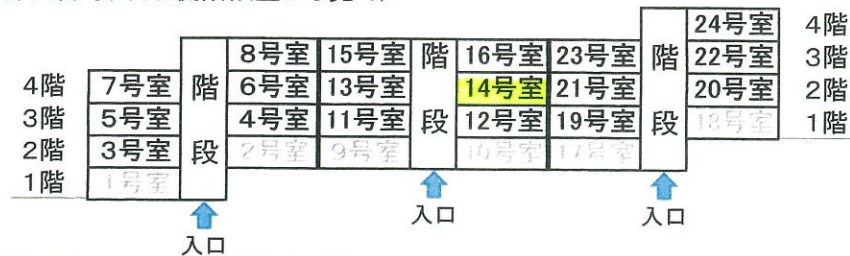 24号室 4階
8号室 15号室 階 16号室 23号室 階 22号室 3階
4階 7号室 階 6号室 13号室 14号室 21号室 20号室 2階
3階 5号室 4号室 11号室 段 12号室 19号室 段 18号室 1階
2階 3号室 段 2号室 9号室 10号室 17号室
1階 1号室
入口 入口
入口